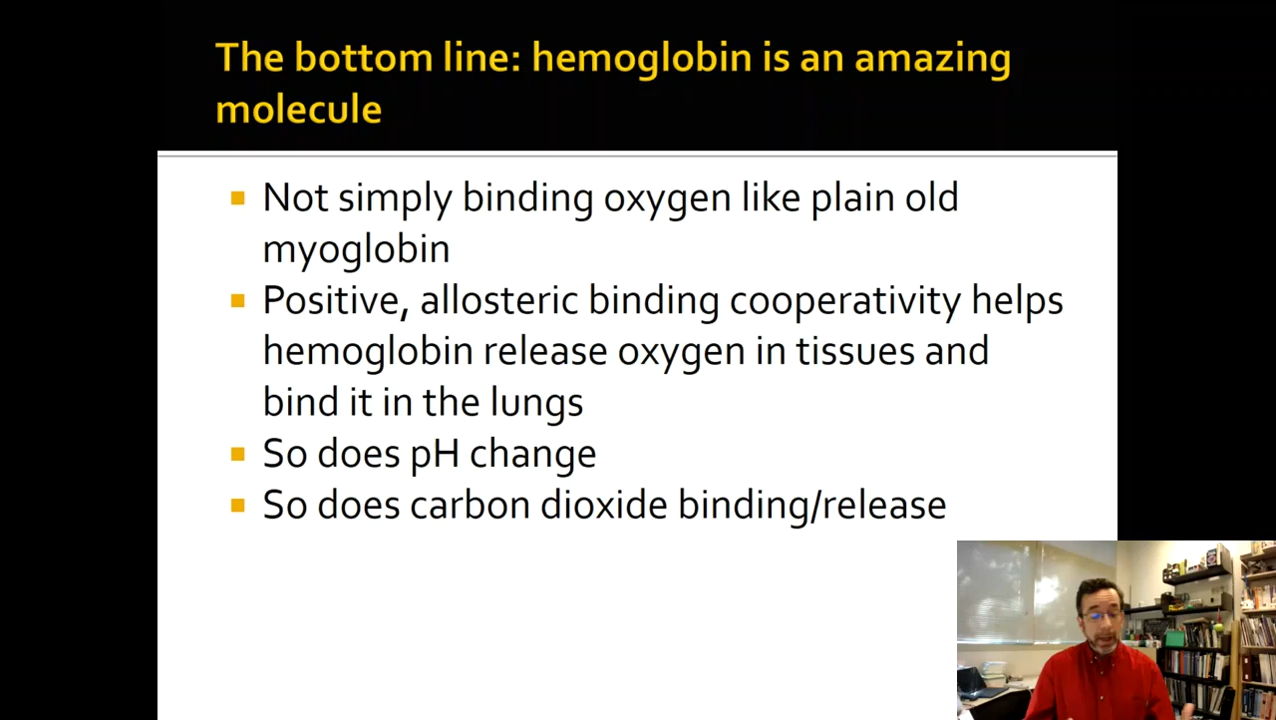 The bottom line: hemoglobin is an amazing
molecule
Not simply binding oxygen like plain old
myoglobin
Positive, allosteric binding cooperativity helps
hemoglobin release oxygen in tissues and
bind it in the lungs
So does pH change
So does carbon dioxide binding/release